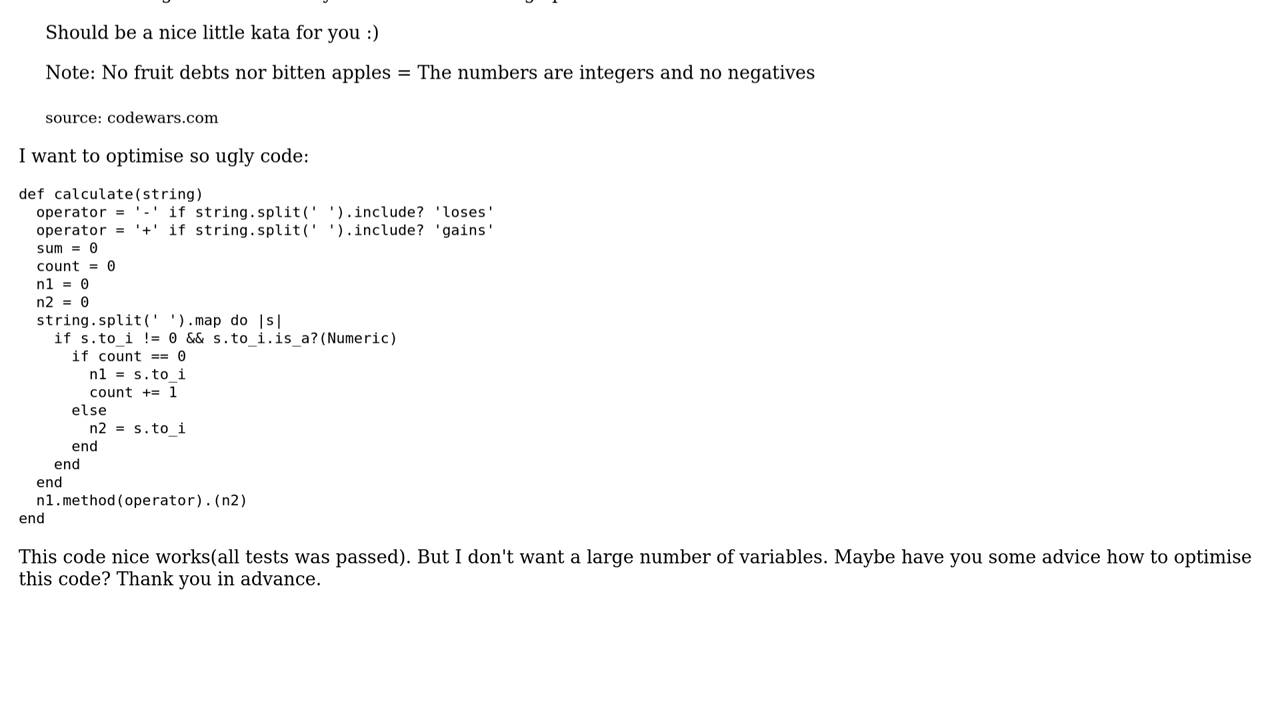 Should be a nice little kata for you :)
Note: No fruit debts nor bitten apples = The numbers are integers and no negatives
source: codewars.com
I want to optimise so ugly code:
def calculate(string)
  operator = '-' if string.split(' ').include? 'loses'
  operator = '+' if string.split(' ').include? 'gains'
  sum = 0
  count = 0
  n1 = 0
  n2 = 0
  string.split(' ').map do |s|
    if s.to_i != 0 && s.to_i.is_a?(Numeric)
      if count == 0
        n1 = s.to_i
        count += 1
      else
        n2 = s.to_i
      end
    end
  end
  n1.method(operator).(n2)
end
This code nice works(all tests was passed). But I don't want a large number of variables. Maybe have you some advice how to optimise
this code? Thank you in advance.